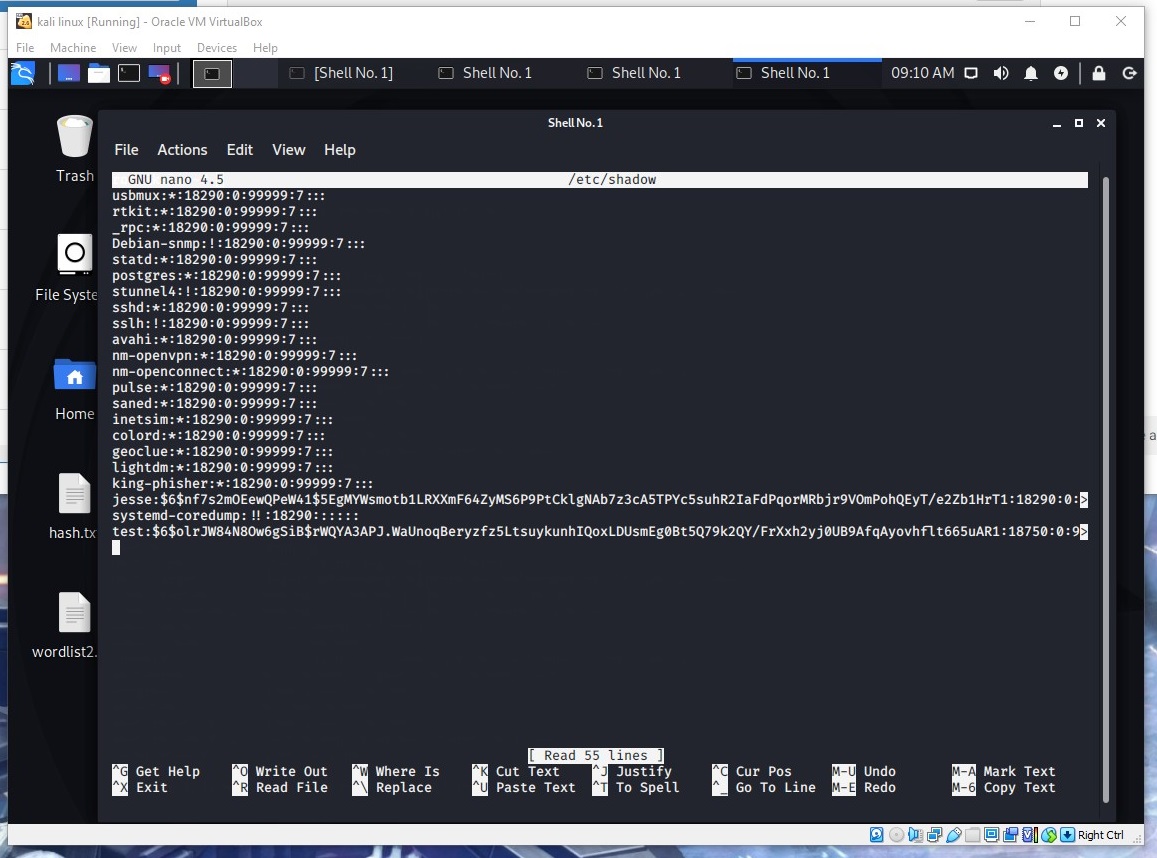 kali linux [Running] - Oracle VM VirtualBox
File Machine View Input Devices Help
[Shell No. 1] Shell No. 1 Shell No. 1 Shell No. 1 09:10 AM
Shell No. 1
File Actions Edit View Help
GNU nano 4.5 /etc/shadow
usbmux:*:18290:0:99999:7:::
rtkit:*:18290:0:99999:7:::
_rpc:*:18290:0:99999:7:::
Debian-snmp:!:18290:0:99999:7:::
statd:*:18290:0:99999:7:::
postgres:*:18290:0:99999:7:::
stunnel4:!:18290:0:99999:7:::
sshd:*:18290:0:99999:7:::
sslh:!:18290:0:99999:7:::
avahi:*:18290:0:99999:7:::
nm-openvpn:*:18290:0:99999:7:::
nm-openconnect:*:18290:0:99999:7:::
pulse:*:18290:0:99999:7:::
saned:*:18290:0:99999:7:::
inetsim:*:18290:0:99999:7:::
colord:*:18290:0:99999:7:::
geoclue:*:18290:0:99999:7:::
lightdm:*:18290:0:99999:7:::
king-phisher:*:18290:0:99999:7:::
jesse:$6$nf7s2mOEewQPeW41$5EgMYWsmotb1LRXXmF64ZyMS6P9PtCklgNAb7z3cA5TPYc5suhR2IaFdPqorMRbjr9VOmPohQEyT/e2Zb1HrT1:18290:0:>
systemd-coredump:!!:18290::::::
test:$6$olrJW84N8Ow6gSiB$rWQYA3APJ.WaUnoqBeryzfz5LtsuykunhIQoxLDUsmEg0Bt5Q79k2QY/FrXxh2yj0UB9AfqAyovhflt665uAR1:18750:0:9>
[ Read 55 lines ]
^G Get Help ^O Write Out ^W Where Is ^K Cut Text ^J Justify ^C Cur Pos M-U Undo M-A Mark Text
^X Exit ^R Read File ^\ Replace ^U Paste Text ^T To Spell ^_ Go To Line M-E Redo M-6 Copy Text
Trash
File Syste
Home
hash.tx
wordlist2.
Right Ctrl